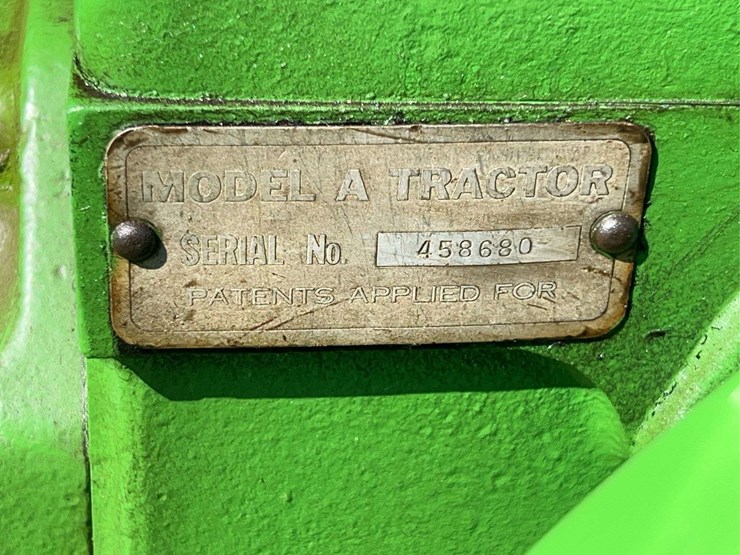 MODEL A TRACTOR
SERIAL No. 458680
PATENTS APPLIED FOR